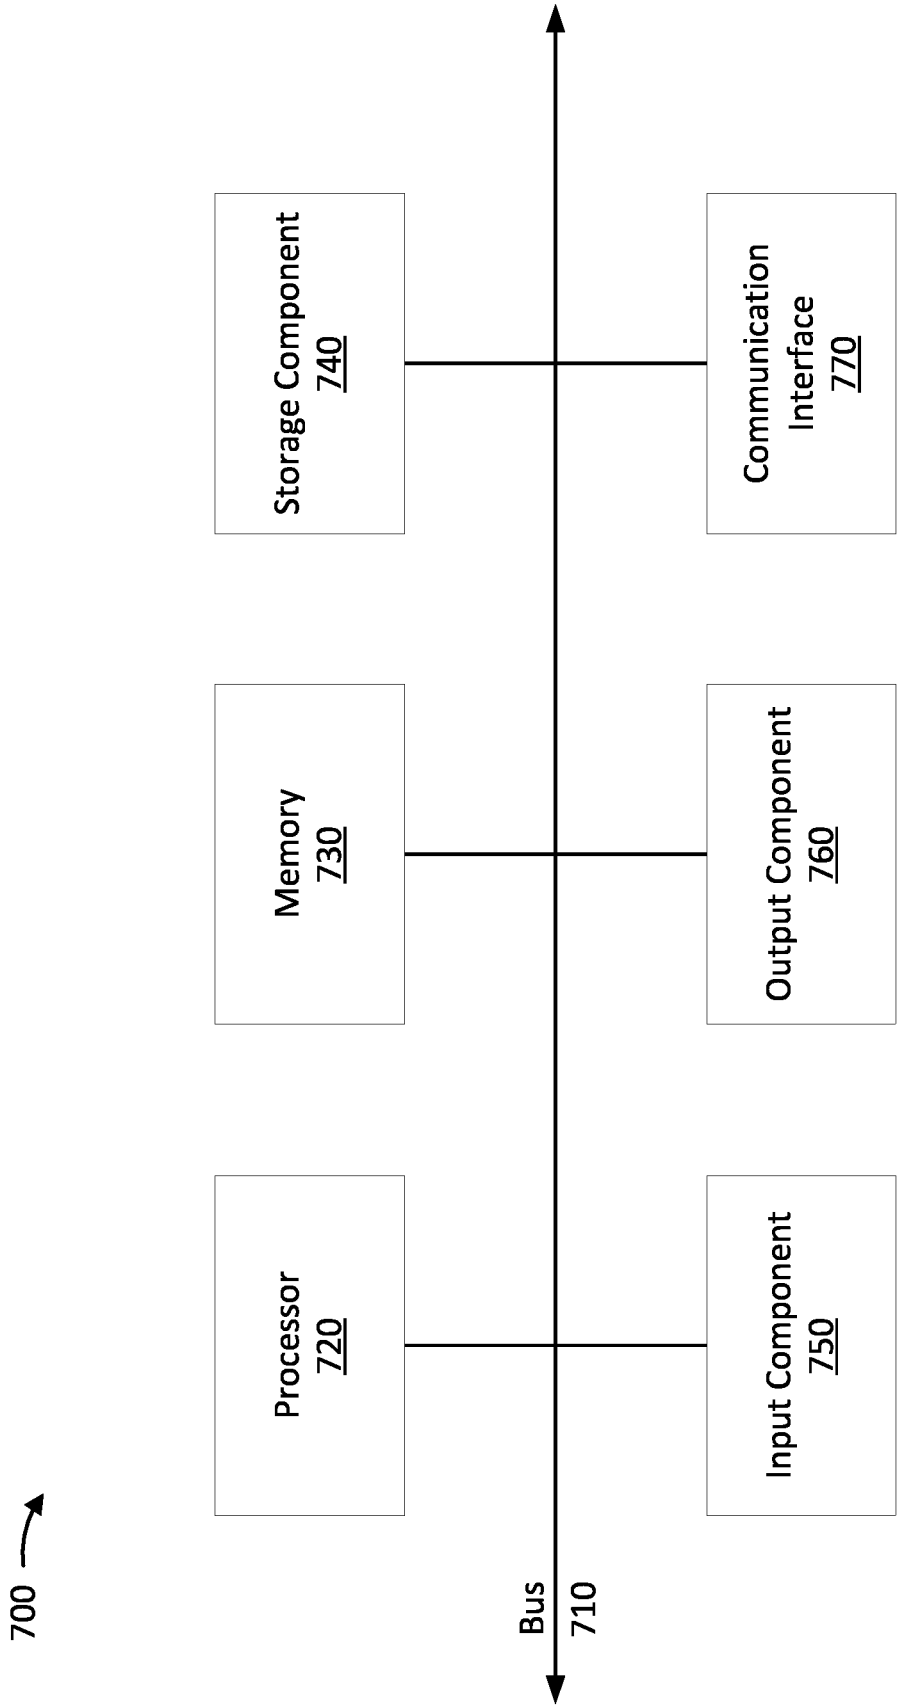 700
Processor
720
Memory
730
Storage Component
740
Bus
710
Input Component
750
Output Component
760
Communication
Interface
770